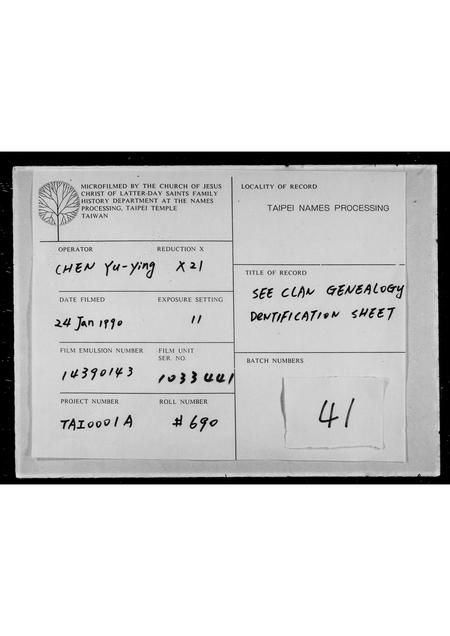 MICROFILMED BY THE CHURCH OF JESUS
CHRIST OF LATTER-DAY SAINTS FAMILY
HISTORY DEPARTMENT AT THE NAMES
PROCESSING, TAIPEI TEMPLE
TAIWAN
OPERATOR
REDUCTION X
CHEN Yu-Ying
X21
DATE FILMED
EXPOSURE SETTING
24 Jan 1990
11
FILM EMULSION NUMBER
FILM UNIT
SER. NO.
14390143
1033441
PROJECT NUMBER
ROLL NUMBER
TAI0001A
#690
LOCALITY OF RECORD
TAIPEI NAMES PROCESSING
TITLE OF RECORD
SEE CLAN GENEALOGY
DENTIFICATION SHEET
BATCH NUMBERS
41